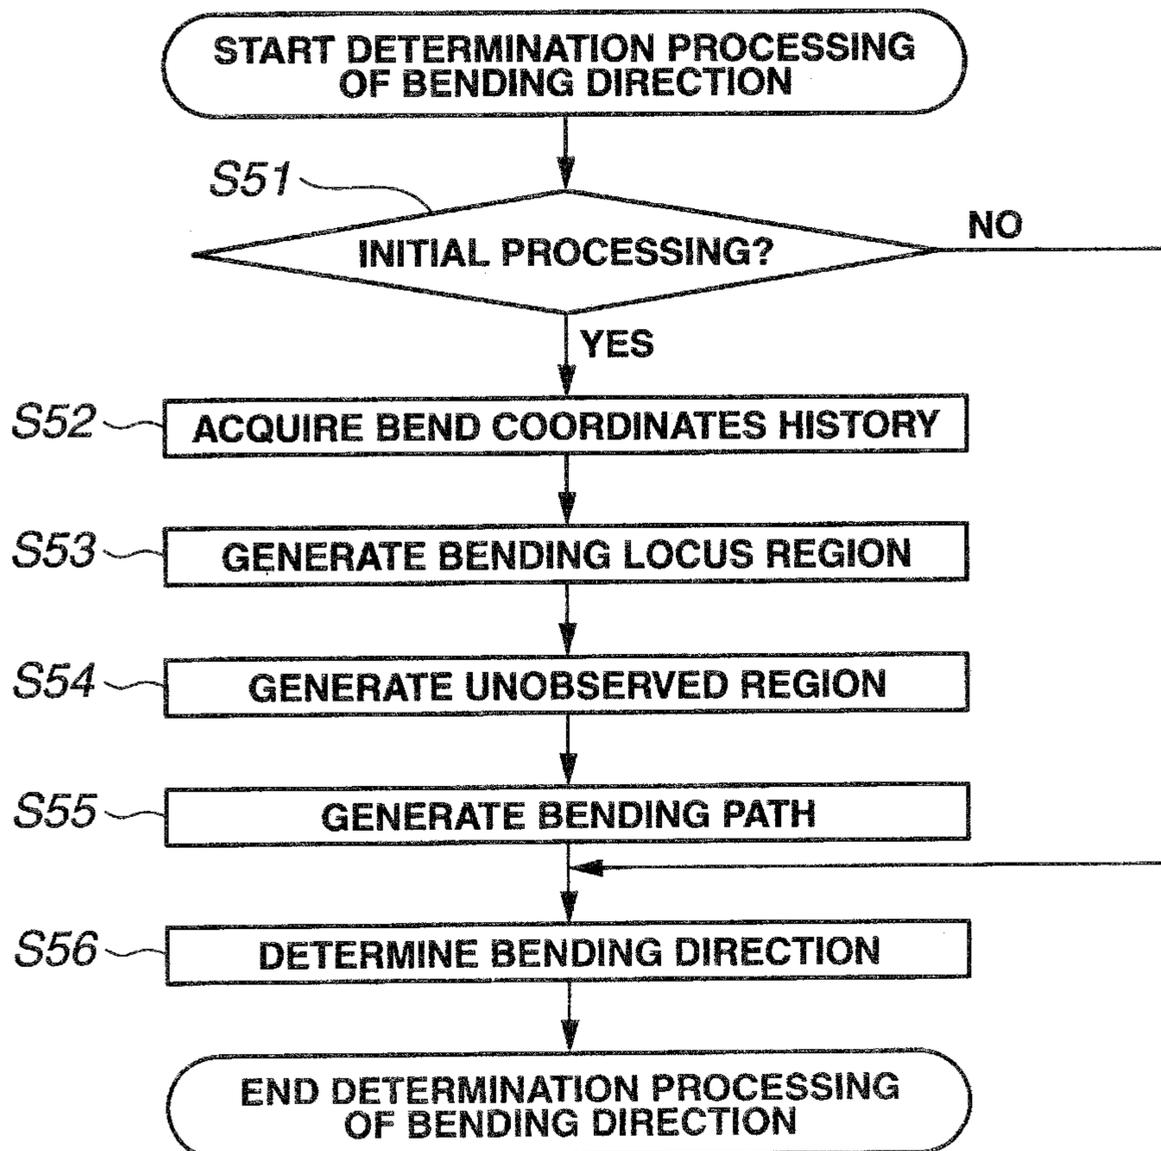 START DETERMINATION PROCESSING
OF BENDING DIRECTION
S51
INITIAL PROCESSING?
NO
YES
S52
ACQUIRE BEND COORDINATES HISTORY
S53
GENERATE BENDING LOCUS REGION
S54
GENERATE UNOBSERVED REGION
S55
GENERATE BENDING PATH
S56
DETERMINE BENDING DIRECTION
END DETERMINATION PROCESSING
OF BENDING DIRECTION